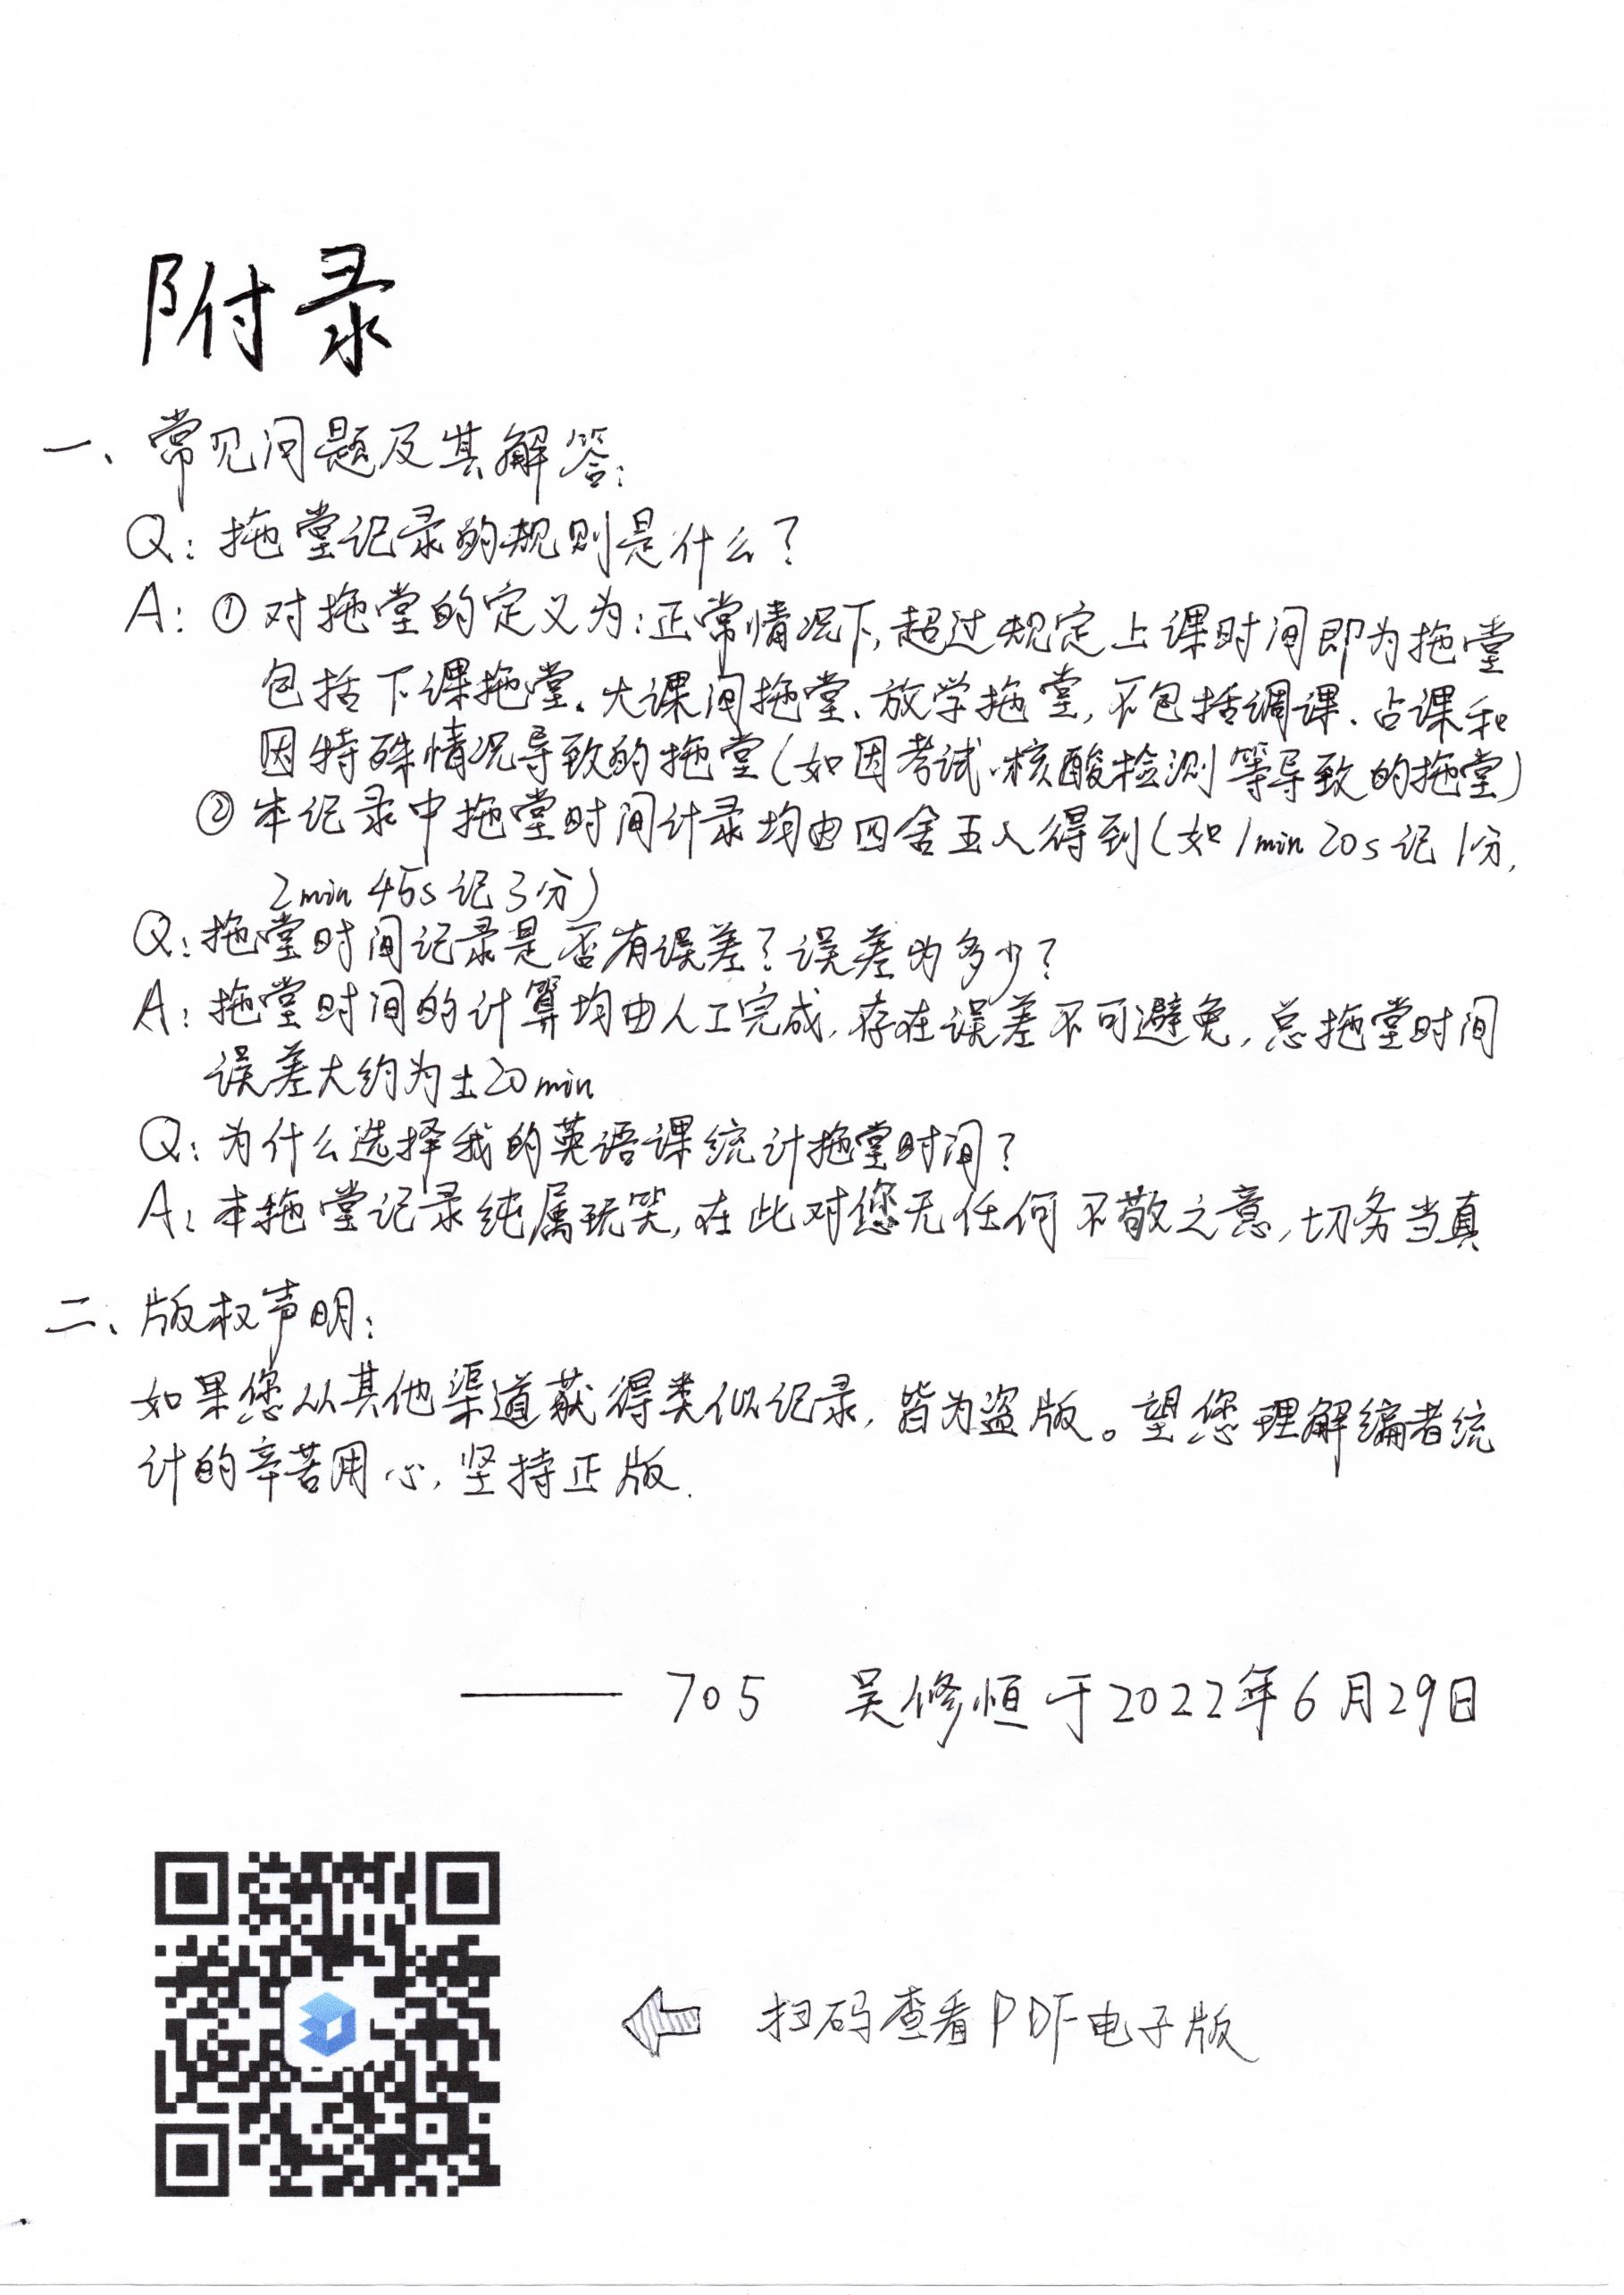 附录
一、常见问题及其解答:
Q: 拖堂记录的规则是什么?
A: ① 对拖堂的定义为:正常情况下,超过规定上课时间即为拖堂
包括下课拖堂、大课间拖堂、放学拖堂,不包括调课、占课和
因特殊情况导致的拖堂(如因考试、核酸检测等导致的拖堂)
② 本记录中拖堂时间计录均由四舍五入得到(如1min 20s记1分,
2min 45s记3分)
Q: 拖堂时间记录是否有误差?误差为多少?
A: 拖堂时间的计算均由人工完成,存在误差不可避免,总拖堂时间
误差大约为±20min
Q: 为什么选择我的英语课统计拖堂时间?
A: 本拖堂记录纯属玩笑,在此对您无任何不敬之意,切务当真
二、版权声明:
如果您从其他渠道获得类似记录,皆为盗版。望您理解编者统
计的辛苦用心,坚持正版.
—— 705 吴修恒于2022年6月29日
扫码查看PDF电子版